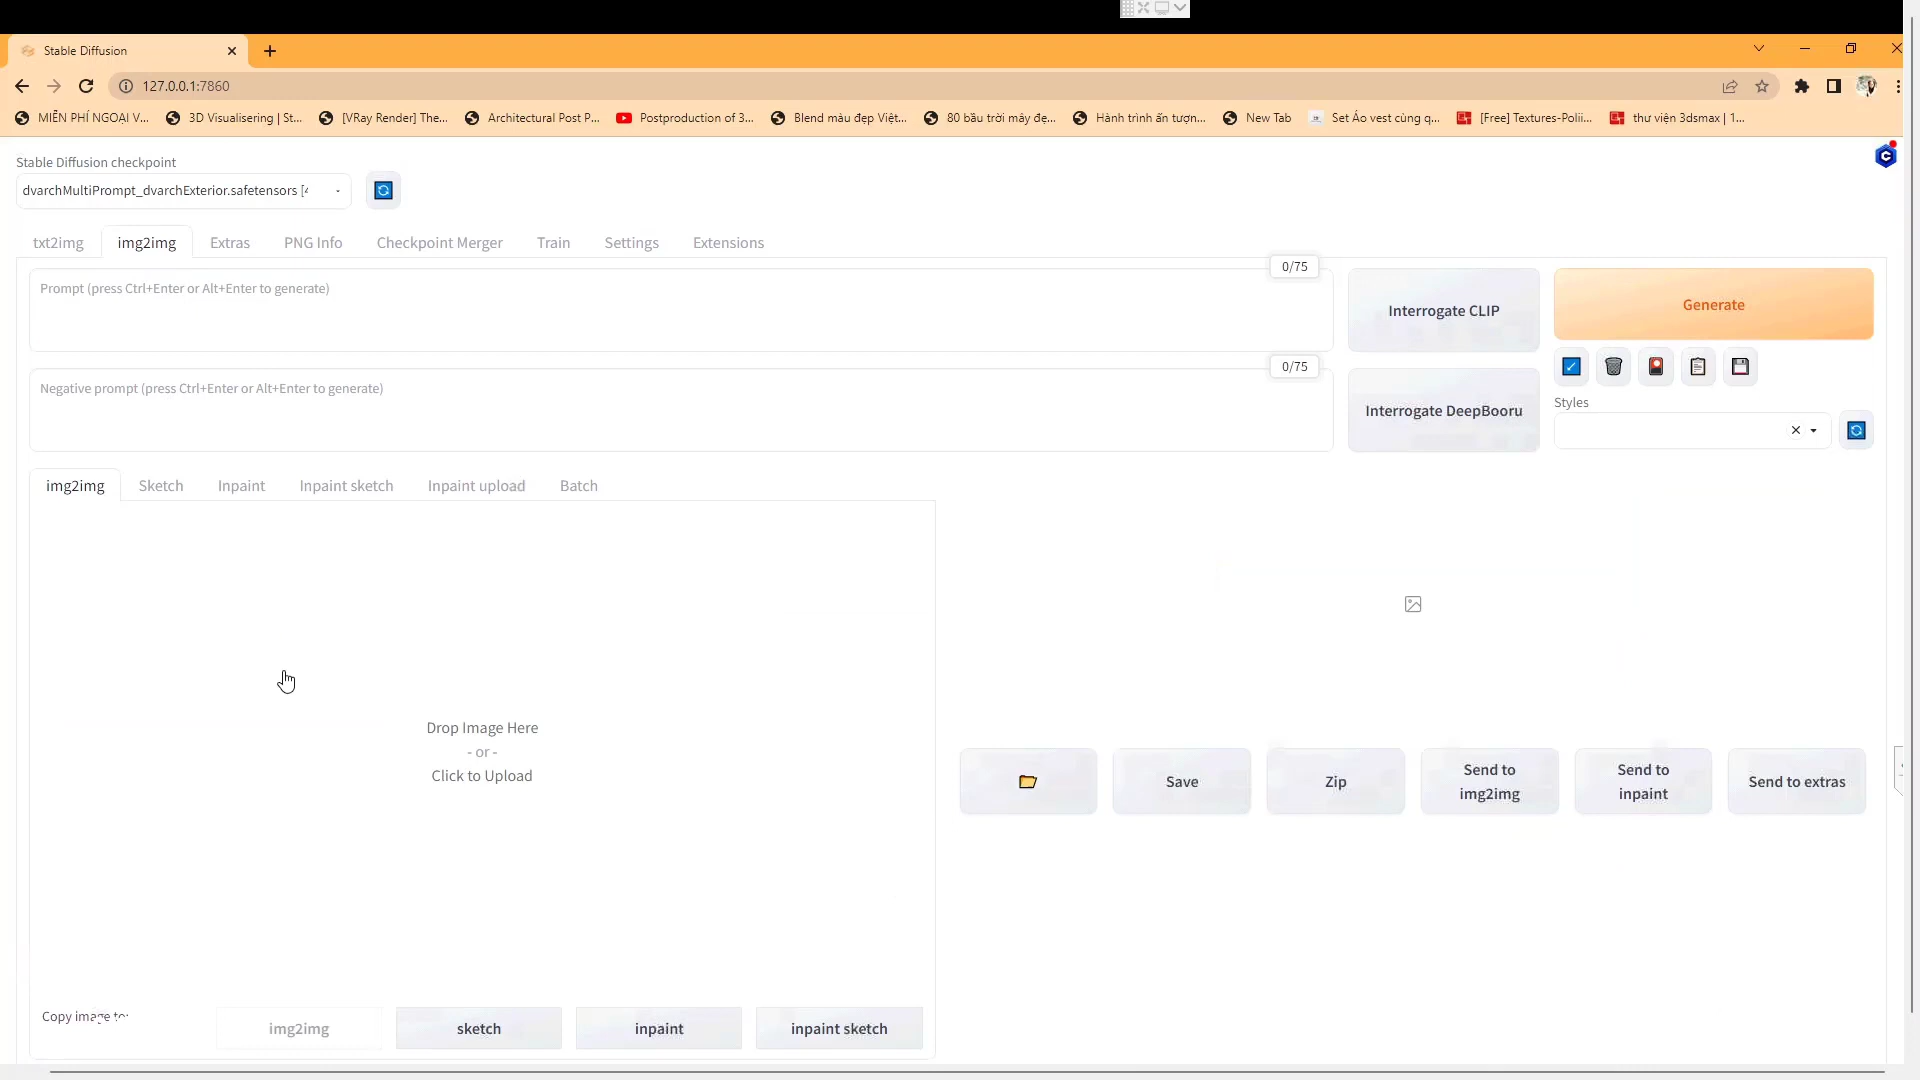 Stable Diffusion
127.0.0.1:7860
MIỄN PHÍ NGOẠI V...
3D Visualisering | St...
[VRay Render] The...
Architectural Post P...
Postproduction of 3...
Blend màu đẹp Việt...
80 bầu trời mây đẹ...
Hành trình ấn tượn...
New Tab
Set Áo vest cùng q...
[Free] Textures-Polii...
thư viện 3dsmax | 1...
Stable Diffusion checkpoint
dvarchMultiPrompt_dvarchExterior.safetensors [4
txt2img
img2img
Extras
PNG Info
Checkpoint Merger
Train
Settings
Extensions
0/75
Prompt (press Ctrl+Enter or Alt+Enter to generate)
Interrogate CLIP
Generate
0/75
Negative prompt (press Ctrl+Enter or Alt+Enter to generate)
Interrogate DeepBooru
Styles
img2img
Sketch
Inpaint
Inpaint sketch
Inpaint upload
Batch
Drop Image Here
- or -
Click to Upload
Save
Zip
Send to
img2img
Send to
inpaint
Send to extras
Copy image to:
img2img
sketch
inpaint
inpaint sketch